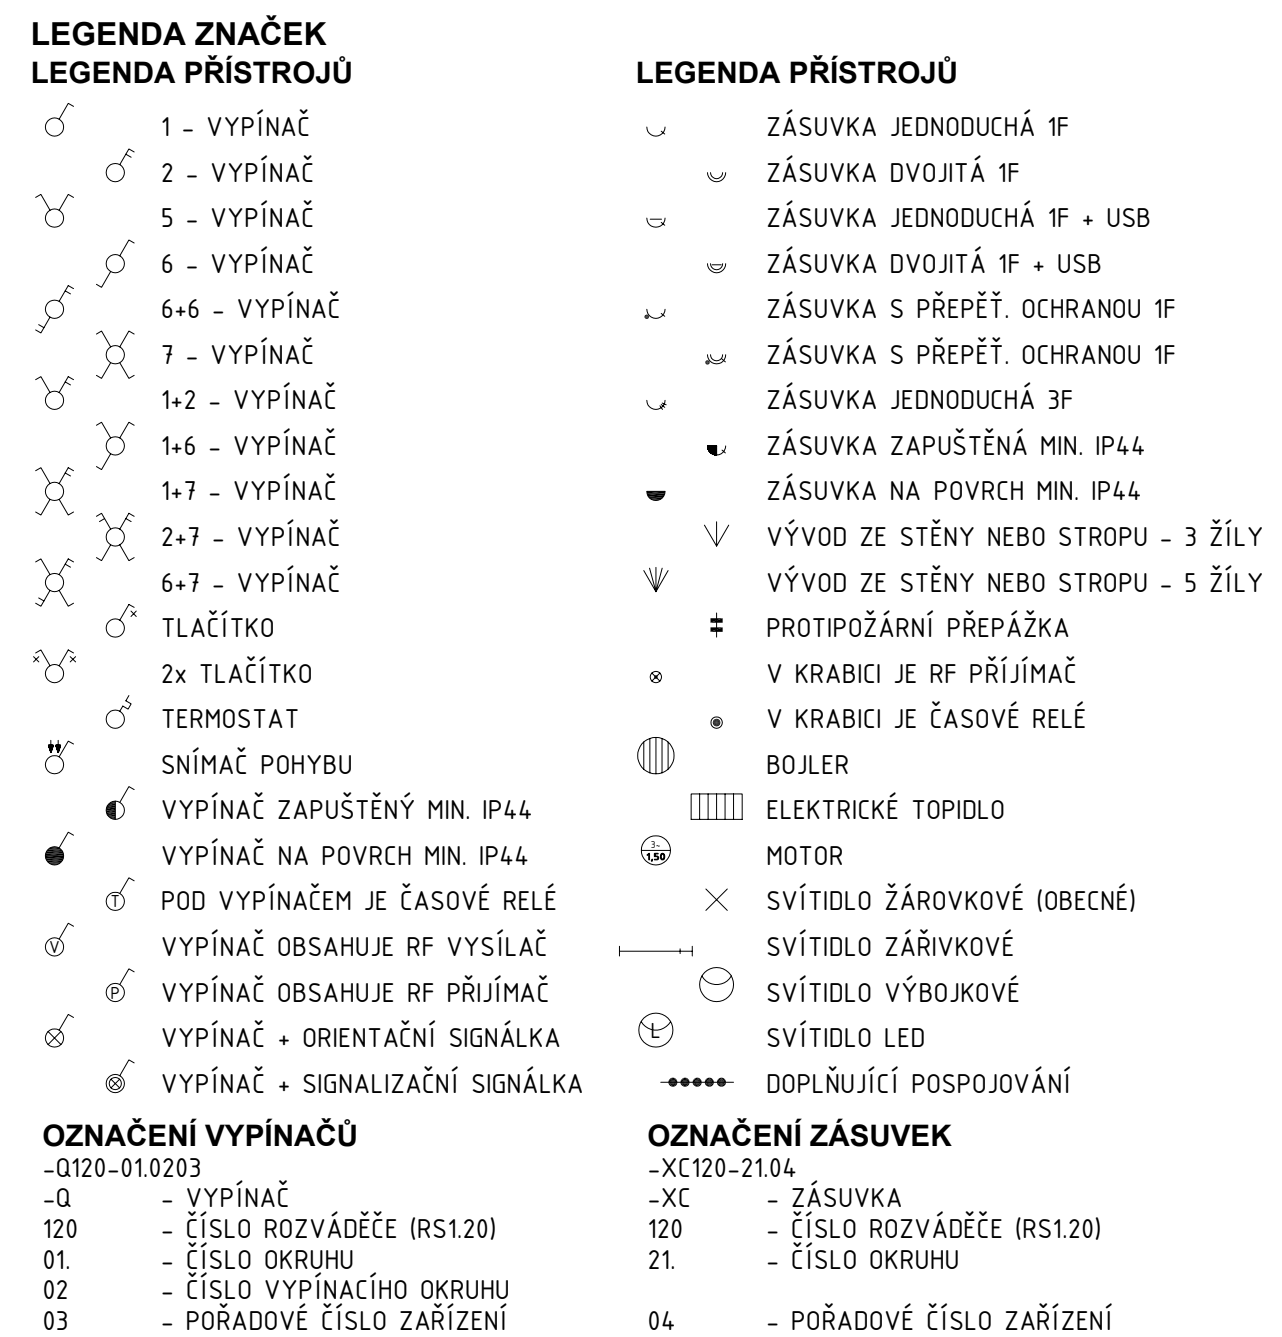 LEGENDA ZNAČEK
LEGENDA PŘÍSTROJŮ
1 - VYPÍNAČ
2 - VYPÍNAČ
5 - VYPÍNAČ
6 - VYPÍNAČ
6+6 - VYPÍNAČ
7 - VYPÍNAČ
1+2 - VYPÍNAČ
1+6 - VYPÍNAČ
1+7 - VYPÍNAČ
2+7 - VYPÍNAČ
6+7 - VYPÍNAČ
TLAČÍTKO
2x TLAČÍTKO
TERMOSTAT
SNÍMAČ POHYBU
VYPÍNAČ ZAPUŠTĚNÝ MIN. IP44
VYPÍNAČ NA POVRCH MIN. IP44
T POD VYPÍNAČEM JE ČASOVÉ RELÉ
V VYPÍNAČ OBSAHUJE RF VYSÍLAČ
P VYPÍNAČ OBSAHUJE RF PŘIJÍMAČ
VYPÍNAČ + ORIENTAČNÍ SIGNÁLKA
VYPÍNAČ + SIGNALIZAČNÍ SIGNÁLKA
OZNAČENÍ VYPÍNAČŮ
-Q120-01.0203
-Q - VYPÍNAČ
120 - ČÍSLO ROZVÁDĚČE (RS1.20)
01. - ČÍSLO OKRUHU
02 - ČÍSLO VYPÍNACÍHO OKRUHU
03 - POŘADOVÉ ČÍSLO ZAŘÍZENÍ
LEGENDA PŘÍSTROJŮ
ZÁSUVKA JEDNODUCHÁ 1F
ZÁSUVKA DVOJITÁ 1F
ZÁSUVKA JEDNODUCHÁ 1F + USB
ZÁSUVKA DVOJITÁ 1F + USB
ZÁSUVKA S PŘEPĚŤ. OCHRANOU 1F
ZÁSUVKA S PŘEPĚŤ. OCHRANOU 1F
ZÁSUVKA JEDNODUCHÁ 3F
ZÁSUVKA ZAPUŠTĚNÁ MIN. IP44
ZÁSUVKA NA POVRCH MIN. IP44
VÝVOD ZE STĚNY NEBO STROPU - 3 ŽÍLY
VÝVOD ZE STĚNY NEBO STROPU - 5 ŽÍLY
PROTIPOŽÁRNÍ PŘEPÁŽKA
V KRABICI JE RF PŘÍJÍMAČ
V KRABICI JE ČASOVÉ RELÉ
BOJLER
ELEKTRICKÉ TOPIDLO
3~
1,50 MOTOR
SVÍTIDLO ŽÁROVKOVÉ (OBECNÉ)
SVÍTIDLO ZÁŘIVKOVÉ
SVÍTIDLO VÝBOJKOVÉ
L SVÍTIDLO LED
DOPLŇUJÍCÍ POSPOJOVÁNÍ
OZNAČENÍ ZÁSUVEK
-XC120-21.04
-XC - ZÁSUVKA
120 - ČÍSLO ROZVÁDĚČE (RS1.20)
21. - ČÍSLO OKRUHU
04 - POŘADOVÉ ČÍSLO ZAŘÍZENÍ